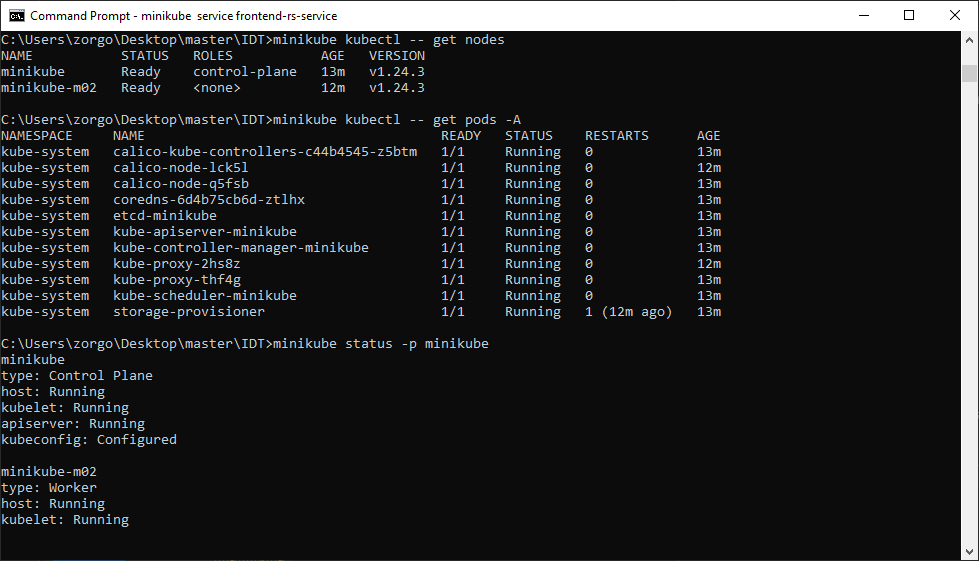 Command Prompt - minikube  service frontend-rs-service
C:\Users\zorgo\Desktop\master\IDT>minikube kubectl -- get nodes
NAME           STATUS   ROLES           AGE   VERSION
minikube       Ready    control-plane   13m   v1.24.3
minikube-m02   Ready    <none>          12m   v1.24.3
C:\Users\zorgo\Desktop\master\IDT>minikube kubectl -- get pods -A
NAMESPACE     NAME                                     READY   STATUS    RESTARTS      AGE
kube-system   calico-kube-controllers-c44b4545-z5btm   1/1     Running   0             13m
kube-system   calico-node-lck5l                        1/1     Running   0             12m
kube-system   calico-node-q5fsb                        1/1     Running   0             13m
kube-system   coredns-6d4b75cb6d-ztlhx                 1/1     Running   0             13m
kube-system   etcd-minikube                            1/1     Running   0             13m
kube-system   kube-apiserver-minikube                  1/1     Running   0             13m
kube-system   kube-controller-manager-minikube         1/1     Running   0             13m
kube-system   kube-proxy-2hs8z                         1/1     Running   0             12m
kube-system   kube-proxy-thf4g                         1/1     Running   0             13m
kube-system   kube-scheduler-minikube                  1/1     Running   0             13m
kube-system   storage-provisioner                      1/1     Running   1 (12m ago)   13m
C:\Users\zorgo\Desktop\master\IDT>minikube status -p minikube
minikube
type: Control Plane
host: Running
kubelet: Running
apiserver: Running
kubeconfig: Configured
minikube-m02
type: Worker
host: Running
kubelet: Running